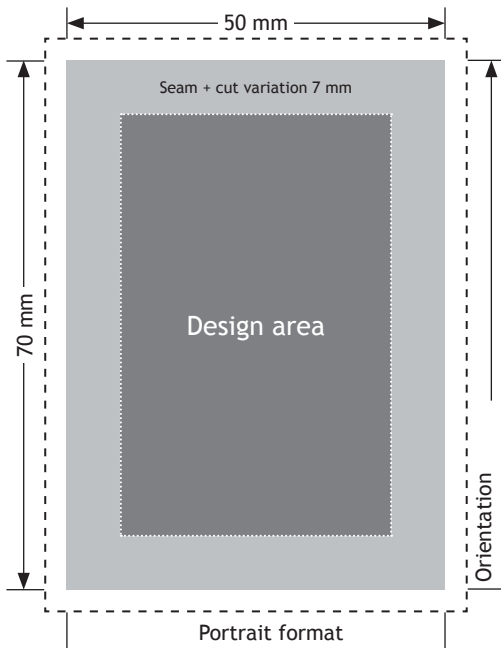 50 mm
Seam + cut variation 7 mm
70 mm
Design area
Orientation
Portrait format